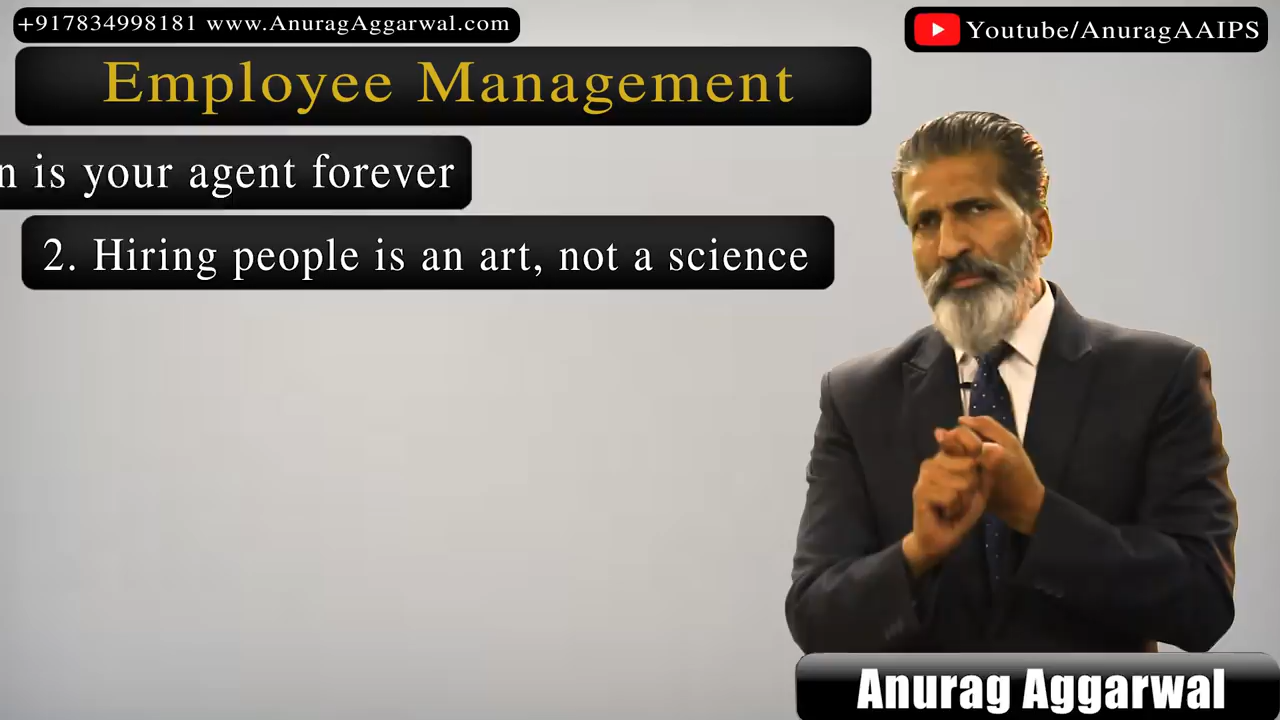 +917834998181 www.AnuragAggarwal.com
Youtube/AnuragAAIPS
Employee Management
n is your agent forever
2. Hiring people is an art, not a science
Anurag Aggarwal